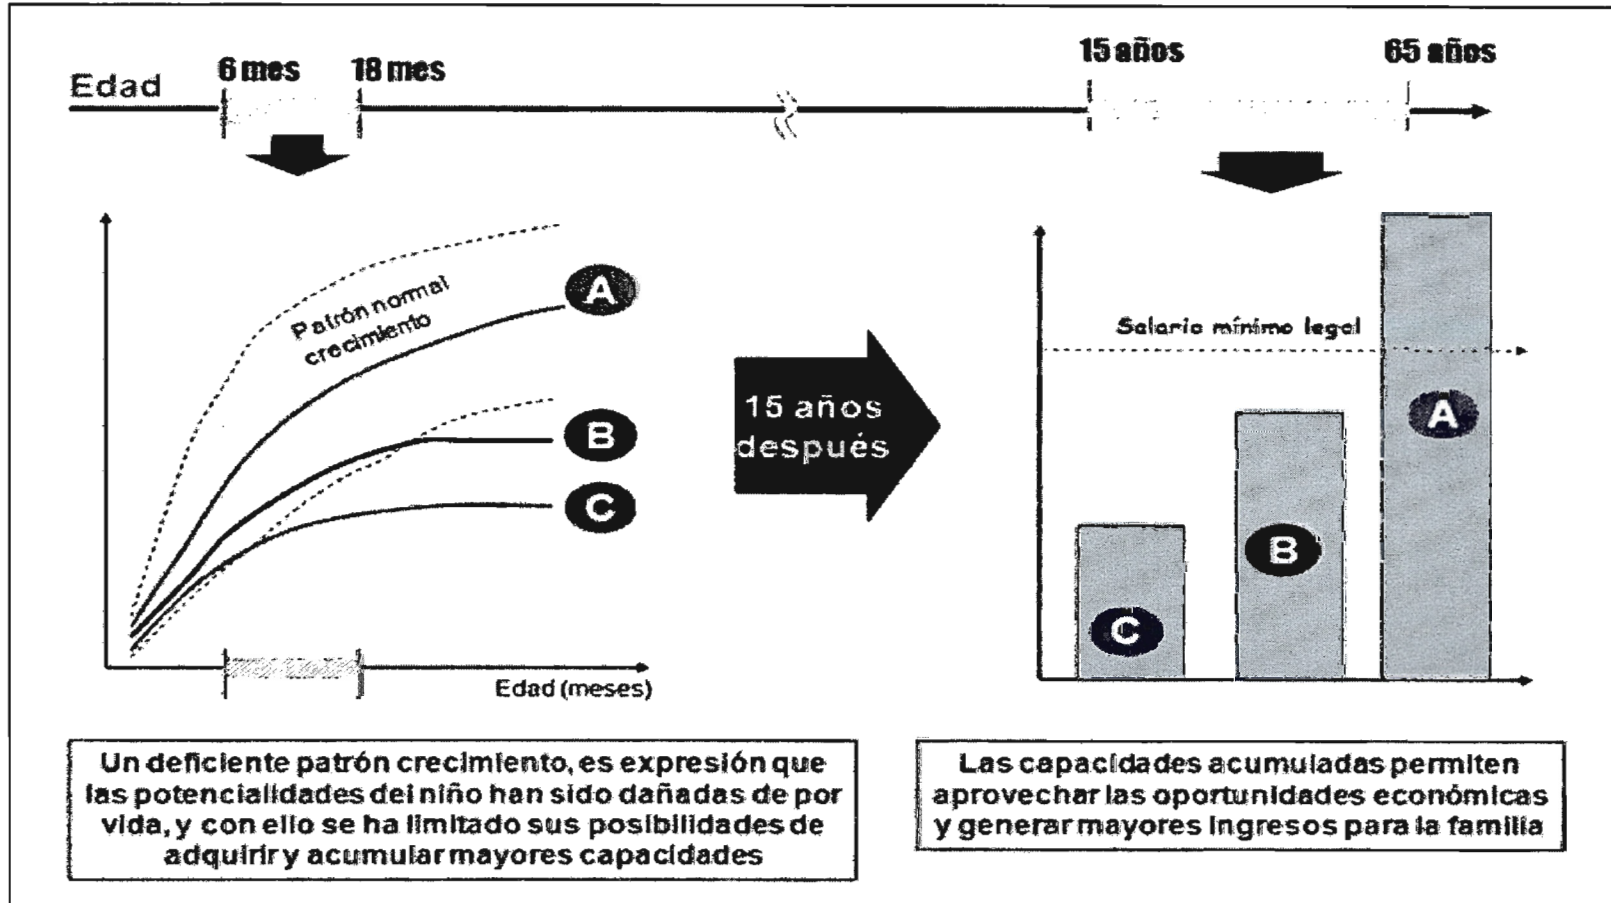 Edad
6 mes
18 mes
15 años
65 años
Patrón normal
crecimiento
A
B
C
Edad (meses)
15 años
después
Salario mínimo legal
A
B
C
Un deficiente patrón crecimiento, es expresión que
las potencialidades del niño han sido dañadas de por
vida, y con ello se ha limitado sus posibilidades de
adquirir y acumular mayores capacidades
Las capacidades acumuladas permiten
aprovechar las oportunidades económicas
y generar mayores ingresos para la familia